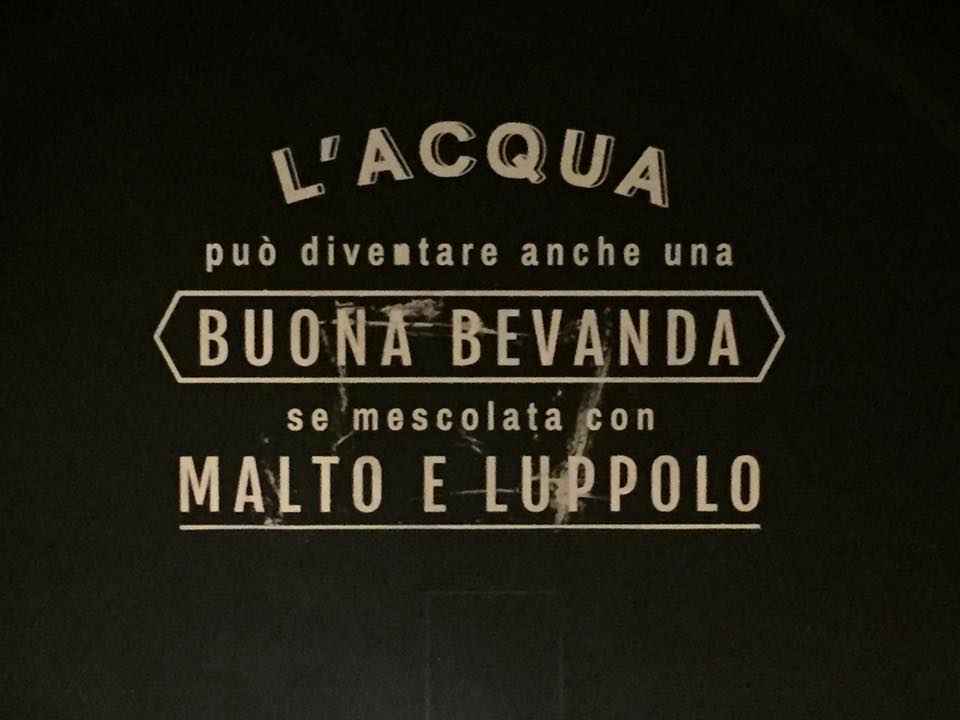 L'ACQUA
può diventare anche una
BUONA BEVANDA
se mescolata con
MALTO E LUPPOLO